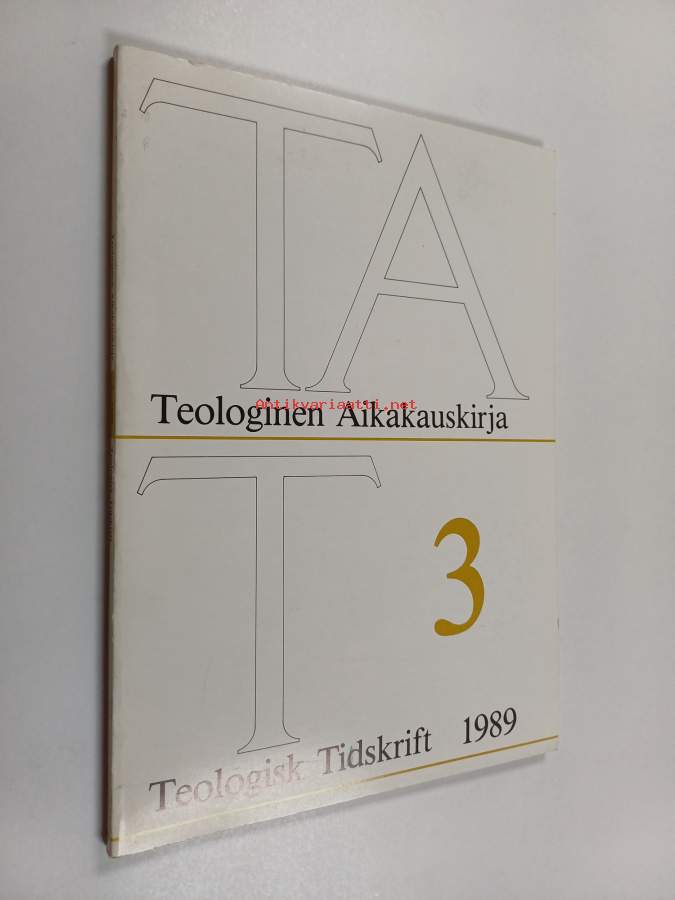 TA
Teologinen Aikakauskirja
Antikvariaatti.net
T
3
Teologisk Tidskrift 1989